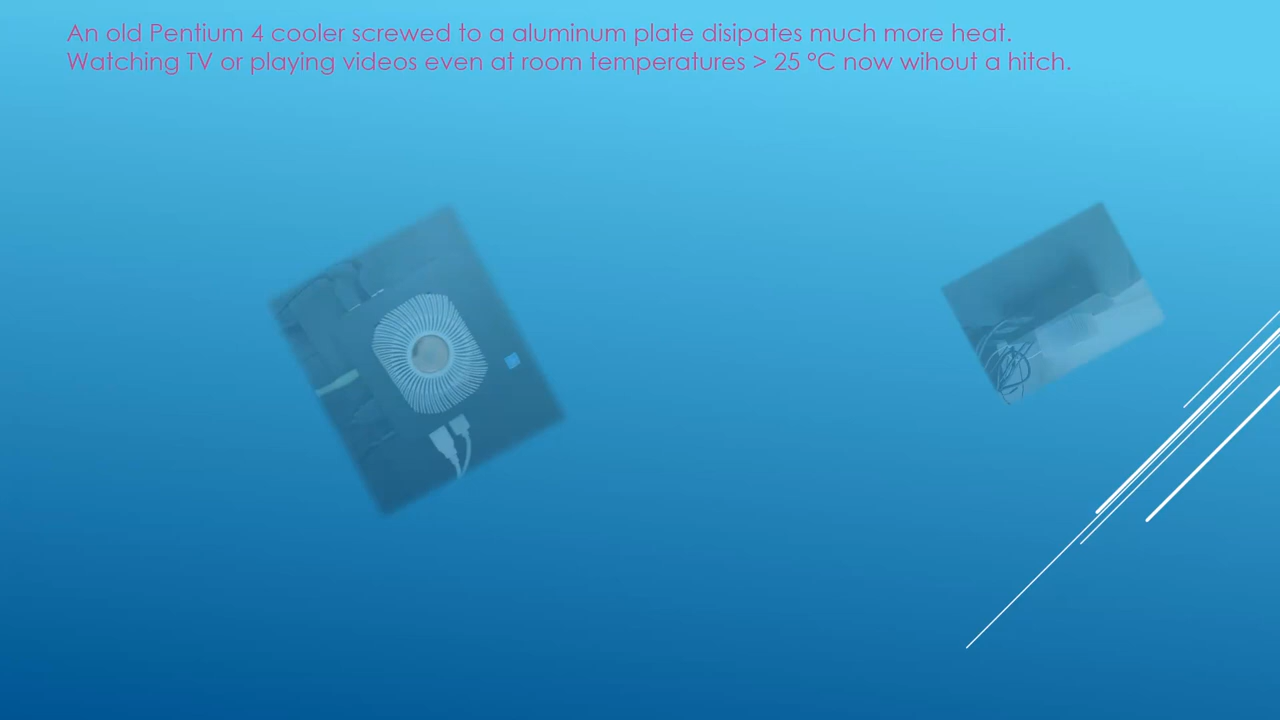 An old Pentium 4 cooler screwed to a aluminum plate disipates much more heat.
Watching TV or playing videos even at room temperatures > 25 °C now wihout a hitch.